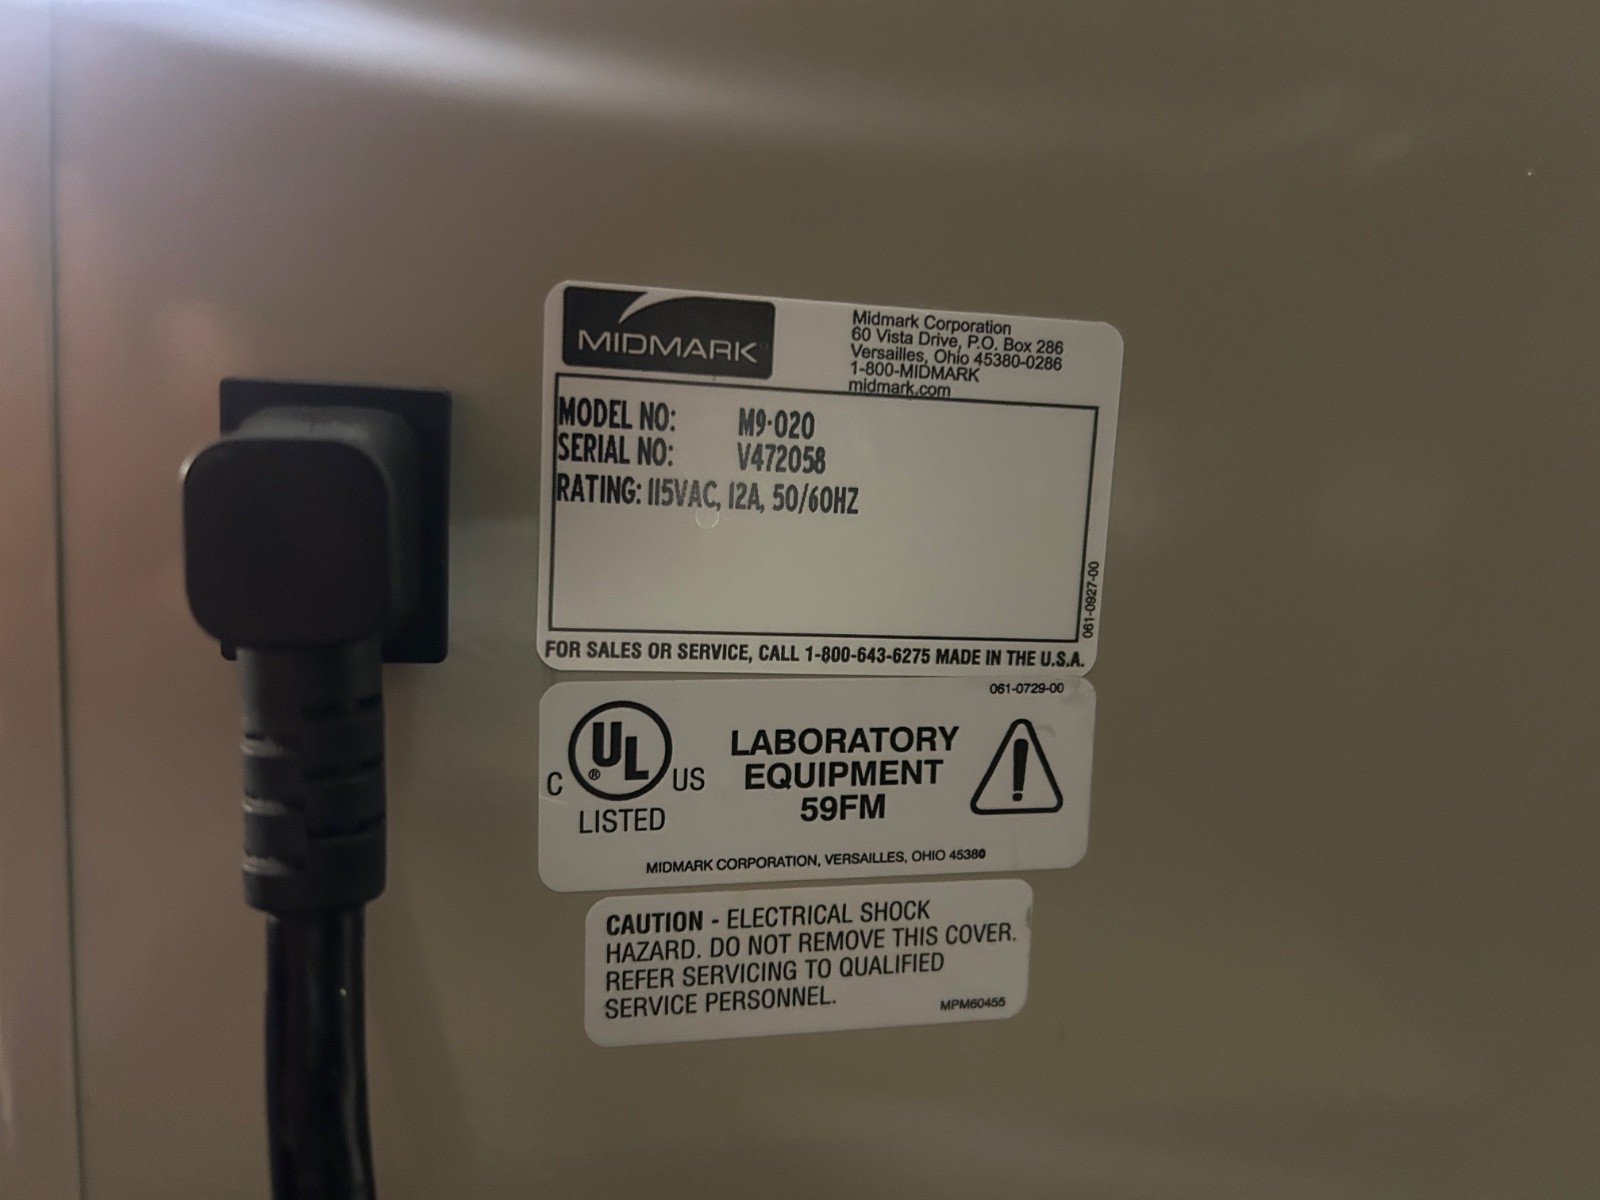 MIDMARK
Midmark Corporation
60 Vista Drive, P.O. Box 286
Versailles, Ohio 45380-0286
1-800-MIDMARK
midmark.com
MODEL NO: M9-020
SERIAL NO: V472058
RATING: 115VAC, 12A, 50/60HZ
061-0927-00
FOR SALES OR SERVICE, CALL 1-800-643-6275 MADE IN THE U.S.A.
061-0729-00
C UL ® US
LISTED
LABORATORY
EQUIPMENT
59FM
MIDMARK CORPORATION, VERSAILLES, OHIO 45380
CAUTION - ELECTRICAL SHOCK
HAZARD. DO NOT REMOVE THIS COVER.
REFER SERVICING TO QUALIFIED
SERVICE PERSONNEL.
MPM60455